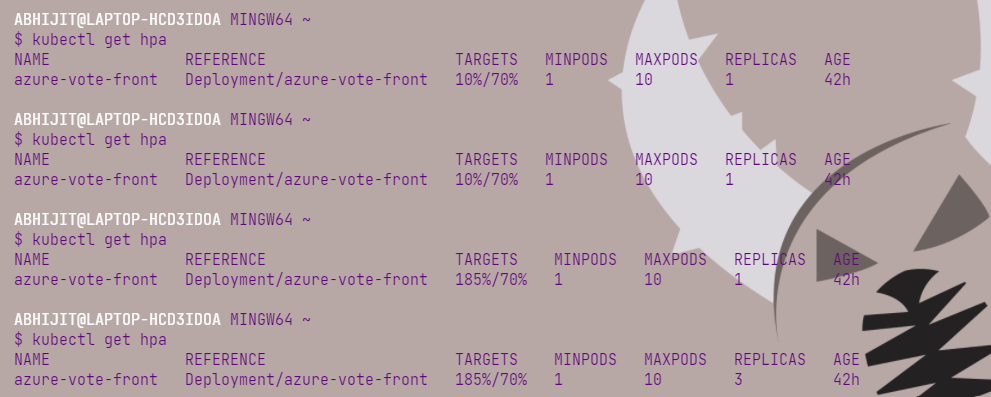 ABHIJIT@LAPTOP-HCD3IDOA MINGW64 ~
$ kubectl get hpa
NAME REFERENCE TARGETS MINPODS MAXPODS REPLICAS AGE
azure-vote-front Deployment/azure-vote-front 10%/70% 1 10 1 42h
ABHIJIT@LAPTOP-HCD3IDOA MINGW64 ~
$ kubectl get hpa
NAME REFERENCE TARGETS MINPODS MAXPODS REPLICAS AGE
azure-vote-front Deployment/azure-vote-front 10%/70% 1 10 1 42h
ABHIJIT@LAPTOP-HCD3IDOA MINGW64 ~
$ kubectl get hpa
NAME REFERENCE TARGETS MINPODS MAXPODS REPLICAS AGE
azure-vote-front Deployment/azure-vote-front 185%/70% 1 10 1 42h
ABHIJIT@LAPTOP-HCD3IDOA MINGW64 ~
$ kubectl get hpa
NAME REFERENCE TARGETS MINPODS MAXPODS REPLICAS AGE
azure-vote-front Deployment/azure-vote-front 185%/70% 1 10 3 42h